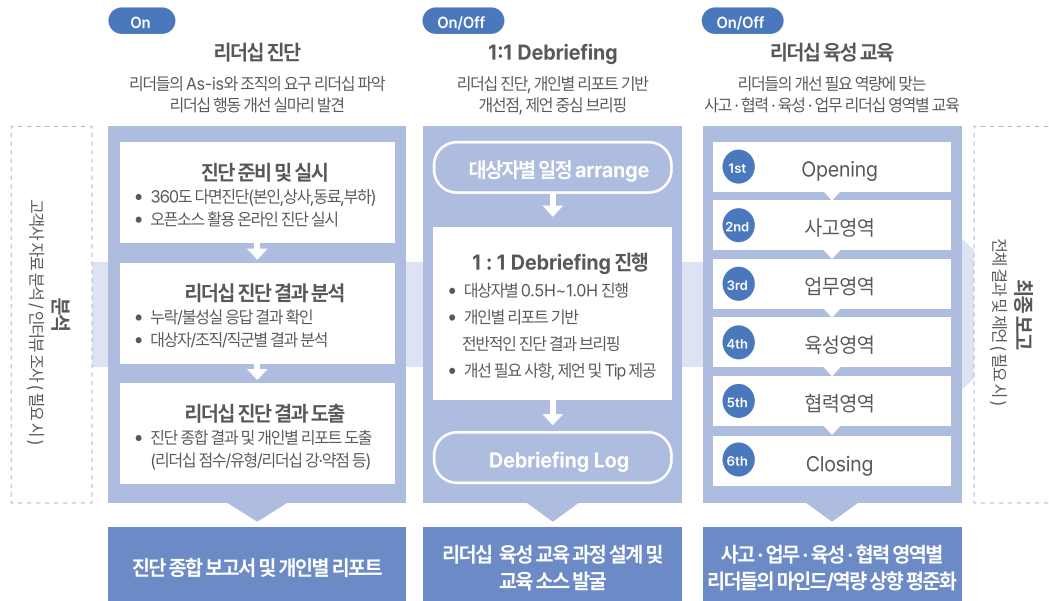 On
리더십 진단
리더들의 As-is와 조직의 요구 리더십 파악
리더십 행동 개선 실마리 발견
On/Off
1:1 Debriefing
리더십 진단, 개인별 리포트 기반
개선점, 제언 중심 브리핑
On/Off
리더십 육성 교육
리더들의 개선 필요 역량에 맞는
사고 · 협력 · 육성 · 업무 리더십 영역별 교육
분석
고객사 자료 분석 / 인터뷰 조사 ( 필요 시 )
진단 준비 및 실시
• 360도 다면진단(본인,상사,동료,부하)
• 오픈소스 활용 온라인 진단 실시
리더십 진단 결과 분석
• 누락/불성실 응답 결과 확인
• 대상자/조직/직군별 결과 분석
리더십 진단 결과 도출
• 진단 종합 결과 및 개인별 리포트 도출
(리더십 점수/유형/리더십 강·약점 등)
진단 종합 보고서 및 개인별 리포트
대상자별 일정 arrange
1 : 1 Debriefing 진행
• 대상자별 0.5H~1.0H 진행
• 개인별 리포트 기반
전반적인 진단 결과 브리핑
• 개선 필요 사항, 제언 및 Tip 제공
Debriefing Log
리더십 육성 교육 과정 설계 및
교육 소스 발굴
1st Opening
2nd 사고영역
3rd 업무영역
4th 육성영역
5th 협력영역
6th Closing
사고 · 업무 · 육성 · 협력 영역별
리더들의 마인드/역량 상향 평준화
최종 보고
전체 결과 및 제언 ( 필요 시 )